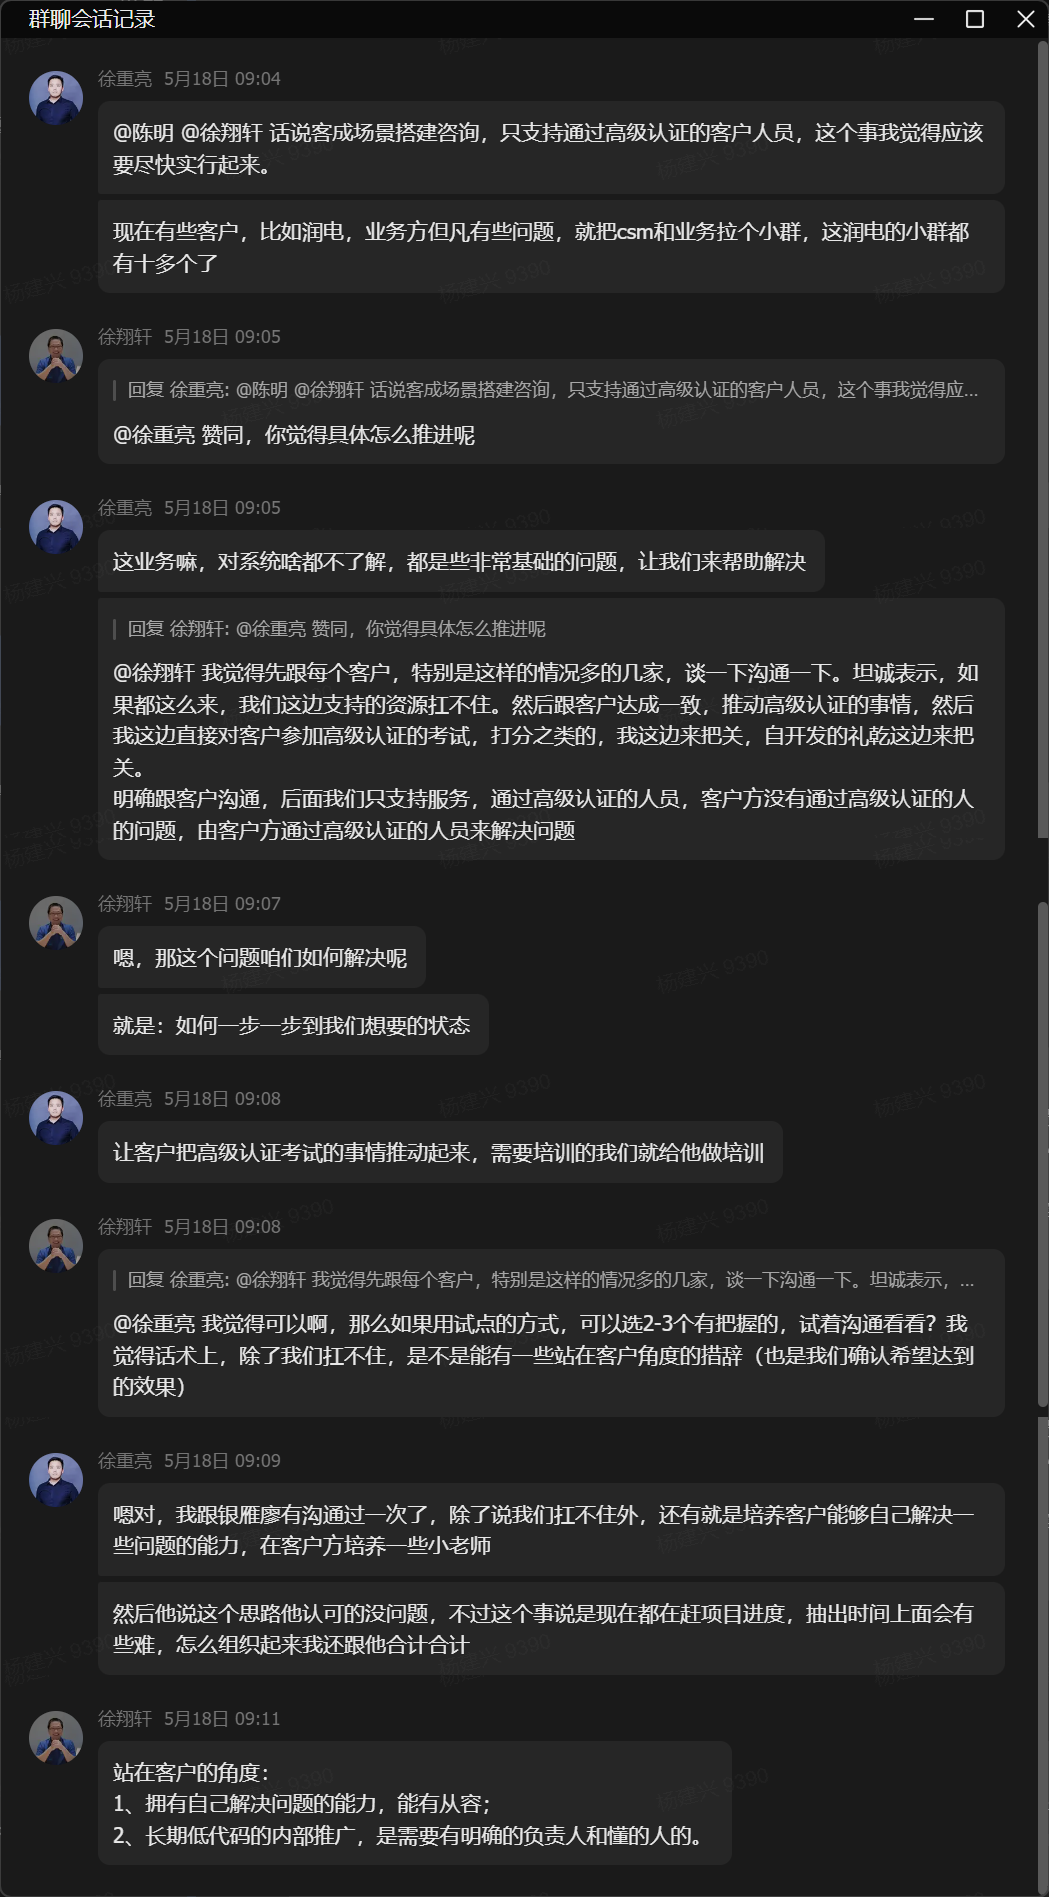 群聊会话记录
徐重亮 5月18日 09:04
@陈明 @徐翔轩 话说客成场景搭建咨询，只支持通过高级认证的客户人员，这个事我觉得应该
要尽快实行起来。
现在有些客户，比如润电，业务方但凡有些问题，就把csm和业务拉个小群，这润电的小群都
有十多个了
徐翔轩 5月18日 09:05
回复 徐重亮: @陈明 @徐翔轩 话说客成场景搭建咨询，只支持通过高级认证的客户人员，这个事我觉得应...
@徐重亮 赞同，你觉得具体怎么推进呢
徐重亮 5月18日 09:05
这业务嘛，对系统啥都不了解，都是些非常基础的问题，让我们来帮助解决
回复 徐翔轩: @徐重亮 赞同，你觉得具体怎么推进呢
@徐翔轩 我觉得先跟每个客户，特别是这样的情况多的几家，谈一下沟通一下。坦诚表示，如
果都这么来，我们这边支持的资源扛不住。然后跟客户达成一致，推动高级认证的事情，然后
我这边直接对客户参加高级认证的考试，打分之类的，我这边来把关，自开发的礼乾这边来把
关。
明确跟客户沟通，后面我们只支持服务，通过高级认证的人员，客户方没有通过高级认证的人
的问题，由客户方通过高级认证的人员来解决问题
徐翔轩 5月18日 09:07
嗯，那这个问题咱们如何解决呢
就是：如何一步一步到我们想要的状态
徐重亮 5月18日 09:08
让客户把高级认证考试的事情推动起来，需要培训的我们就给他做培训
徐翔轩 5月18日 09:08
回复 徐重亮: @徐翔轩 我觉得先跟每个客户，特别是这样的情况多的几家，谈一下沟通一下。坦诚表示，...
@徐重亮 我觉得可以啊，那么如果用试点的方式，可以选2-3个有把握的，试着沟通看看？我
觉得话术上，除了我们扛不住，是不是能有一些站在客户角度的措辞（也是我们确认希望达到
的效果）
徐重亮 5月18日 09:09
嗯对，我跟银雁廖有沟通过一次了，除了说我们扛不住外，还有就是培养客户能够自己解决一
些问题的能力，在客户方培养一些小老师
然后他说这个思路他认可的没问题，不过这个事说是现在都在赶项目进度，抽出时间上面会有
些难，怎么组织起来我还跟他合计合计
徐翔轩 5月18日 09:11
站在客户的角度：
1、拥有自己解决问题的能力，能有从容；
2、长期低代码的内部推广，是需要有明确的负责人和懂的人的。
杨建兴 9390